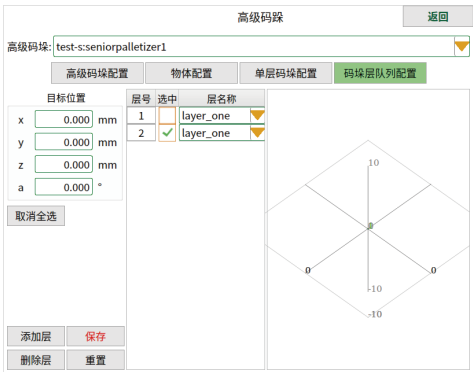 高级码跺
返回
高级码垛: test-s:seniorpalletizer1
高级码垛配置 物体配置 单层码垛配置 码垛层队列配置
目标位置
层号 选中 层名称
x 0.000 mm
1 layer_one
y 0.000 mm
2 layer_one
z 0.000 mm
a 0.000 °
取消全选
10
0 0
-10
-10
添加层 保存
删除层 重置